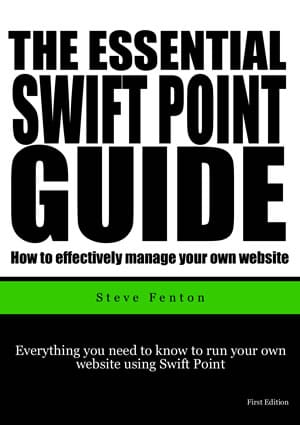 THE ESSENTIAL
SWIFT POINT
GUIDE
How to effectively manage your own website
Steve Fenton
Everything you need to know to run your own
website using Swift Point
First Edition